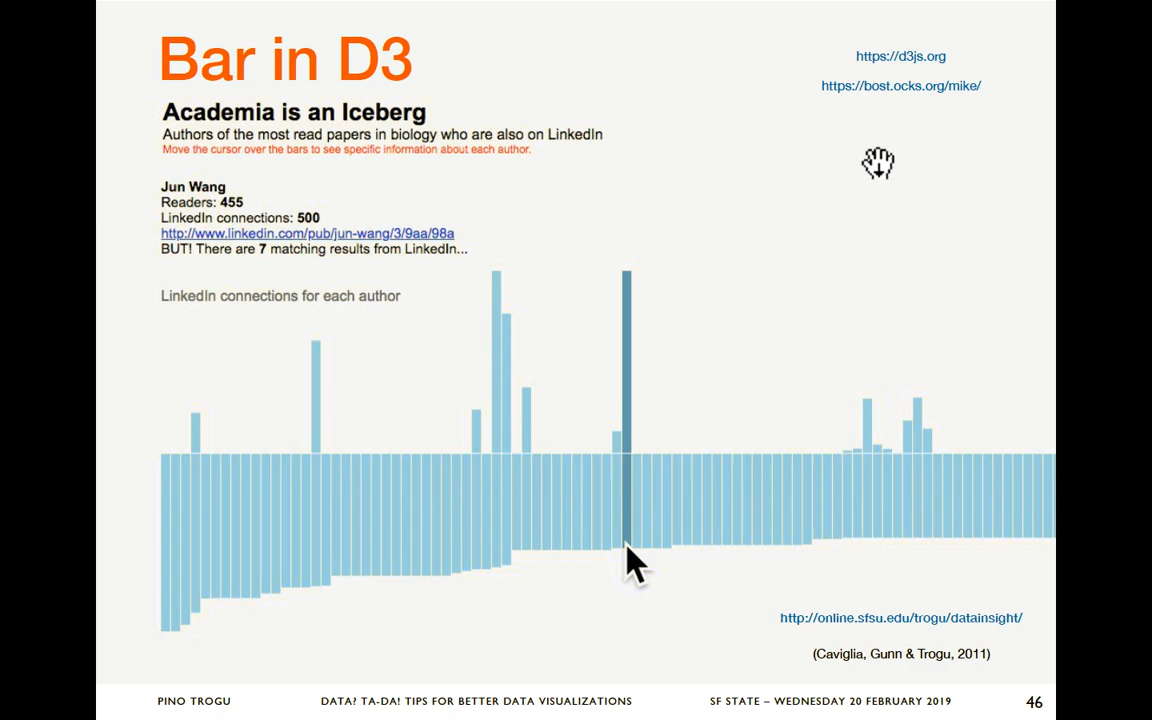 Bar in D3
https://d3js.org
https://bost.ocks.org/mike/
Academia is an Iceberg
Authors of the most read papers in biology who are also on LinkedIn
Move the cursor over the bars to see specific information about each author.
Jun Wang
Readers: 455
LinkedIn connections: 500
http://www.linkedin.com/pub/jun-wang/3/9aa/98a
BUT! There are 7 matching results from LinkedIn...
LinkedIn connections for each author
http://online.sfsu.edu/trogu/datainsight/
(Caviglia, Gunn & Trogu, 2011)
PINO TROGU DATA? TA-DA! TIPS FOR BETTER DATA VISUALIZATIONS SF STATE – WEDNESDAY 20 FEBRUARY 2019 46